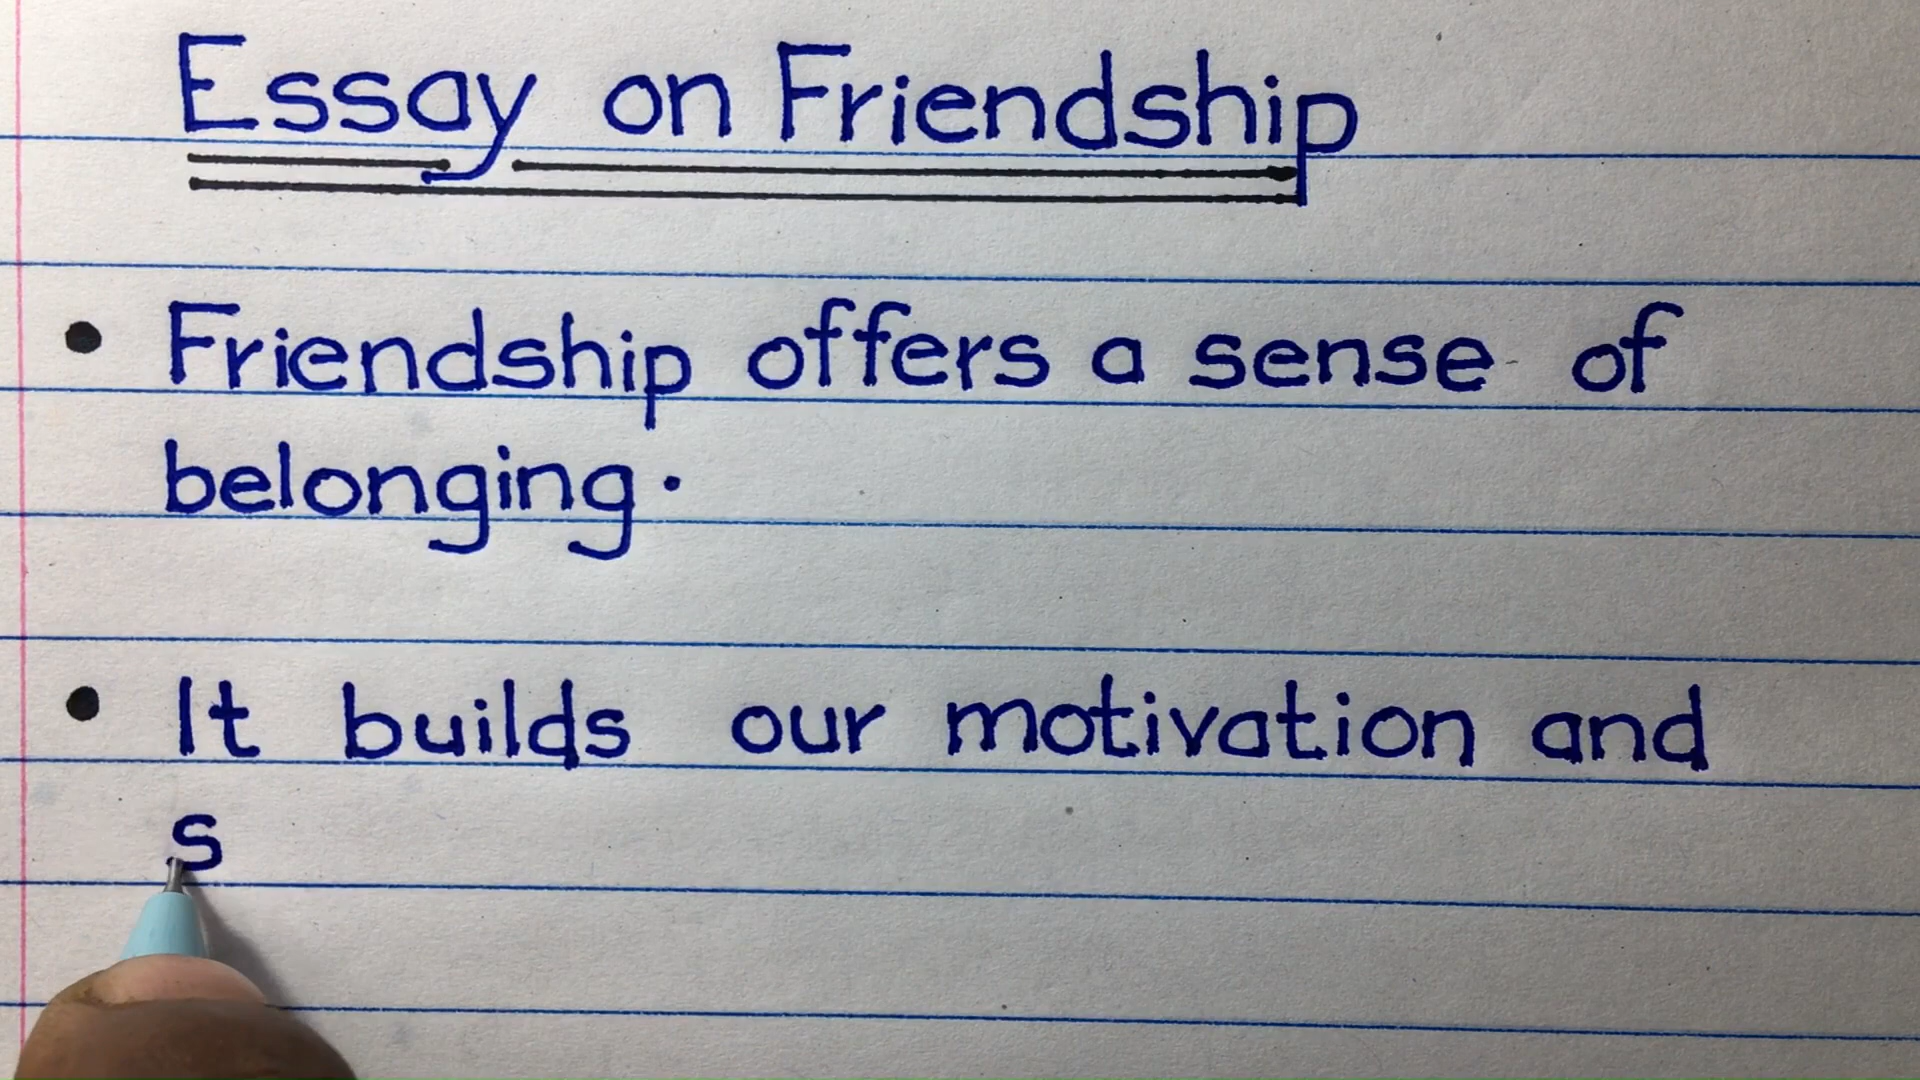 Essay on Friendship
• Friendship offers a sense of
belonging.
• It builds our motivation and
s